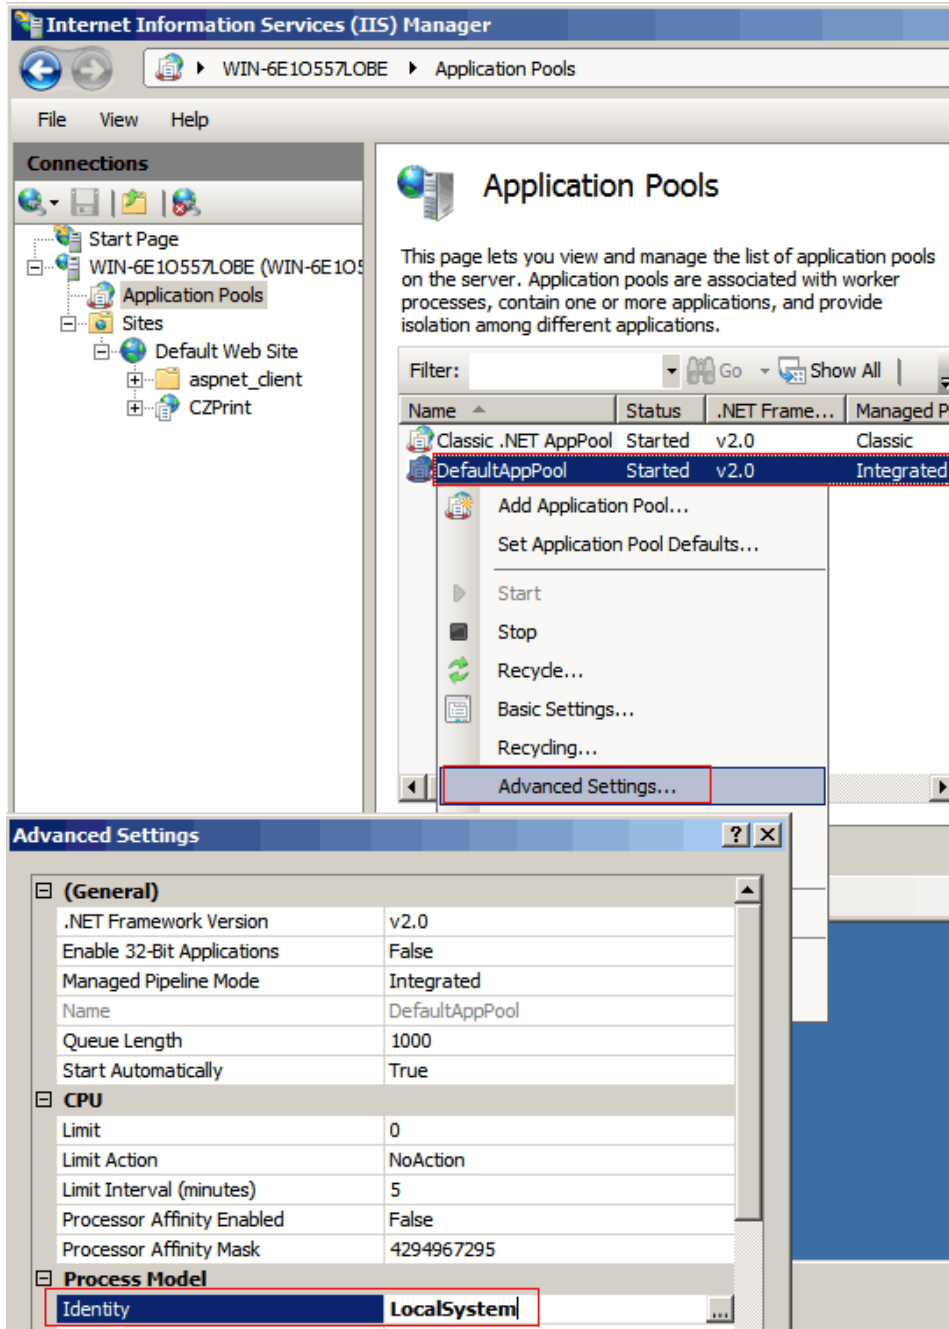 Internet Information Services (IIS) Manager
WIN-6E1O557LOBE Application Pools
File View Help
Connections
Start Page
WIN-6E1O557LOBE (WIN-6E1O5
Application Pools
Sites
Default Web Site
aspnet_client
CZPrint
Application Pools
This page lets you view and manage the list of application pools
on the server. Application pools are associated with worker
processes, contain one or more applications, and provide
isolation among different applications.
Filter: Go Show All
Name Status .NET Frame... Managed P
Classic .NET AppPool Started v2.0 Classic
DefaultAppPool Started v2.0 Integrated
Add Application Pool...
Set Application Pool Defaults...
Start
Stop
Recycle...
Basic Settings...
Recycling...
Advanced Settings...
Advanced Settings
(General)
.NET Framework Version v2.0
Enable 32-Bit Applications False
Managed Pipeline Mode Integrated
Name DefaultAppPool
Queue Length 1000
Start Automatically True
CPU
Limit 0
Limit Action NoAction
Limit Interval (minutes) 5
Processor Affinity Enabled False
Processor Affinity Mask 4294967295
Process Model
Identity LocalSystem ...